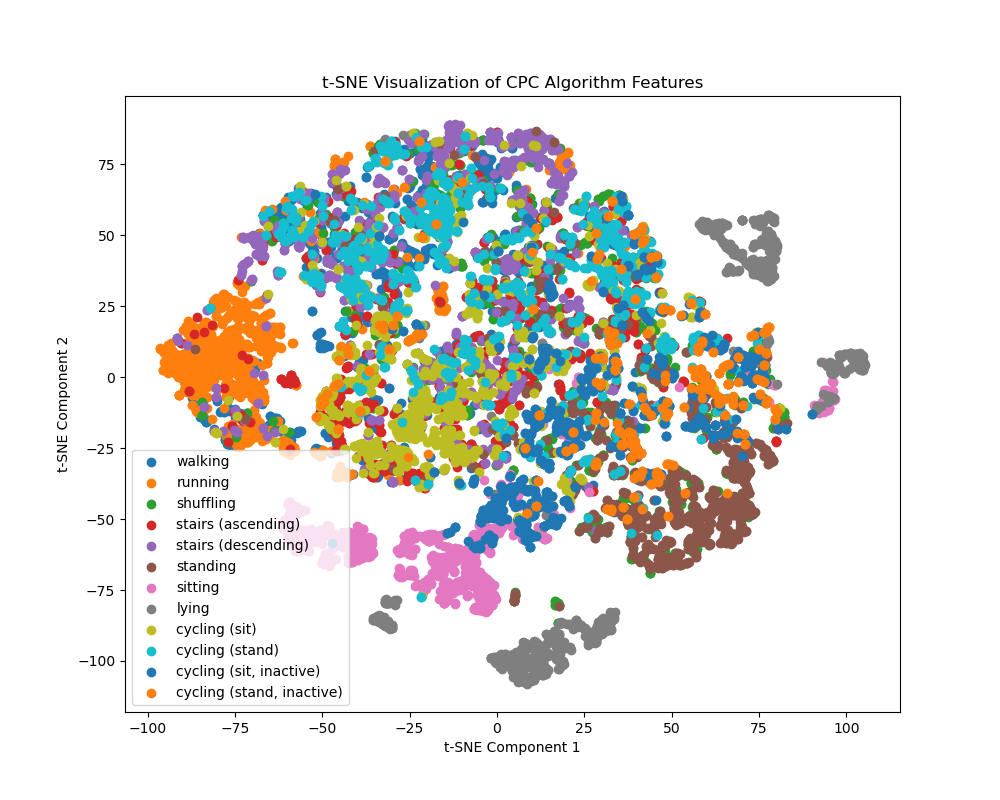 t-SNE Visualization of CPC Algorithm Features
t-SNE Component 2
75
50
25
0
−25
−50
−75
−100
walking
running
shuffling
stairs (ascending)
stairs (descending)
standing
sitting
lying
cycling (sit)
cycling (stand)
cycling (sit, inactive)
cycling (stand, inactive)
−100 −75 −50 −25 0 25 50 75 100
t-SNE Component 1